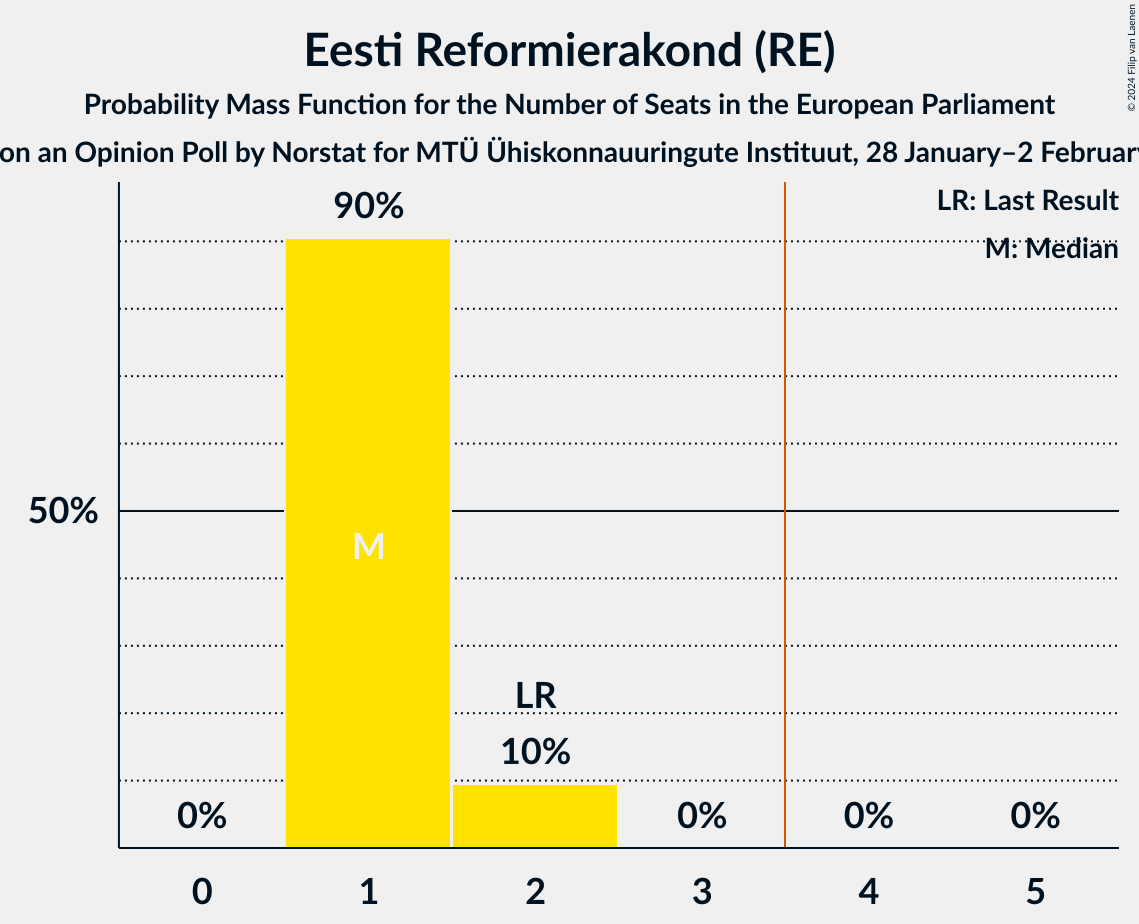 Eesti Reformierakond (RE)
Probability Mass Function for the Number of Seats in the European Parliament
on an Opinion Poll by Norstat for MTÜ Ühiskonnauuringute Instituut, 28 January–2 February
© 2024 Filip van Laenen
LR: Last Result
M: Median
90%
50%
M
LR
10%
0%
0%
0%
0%
0
1
2
3
4
5